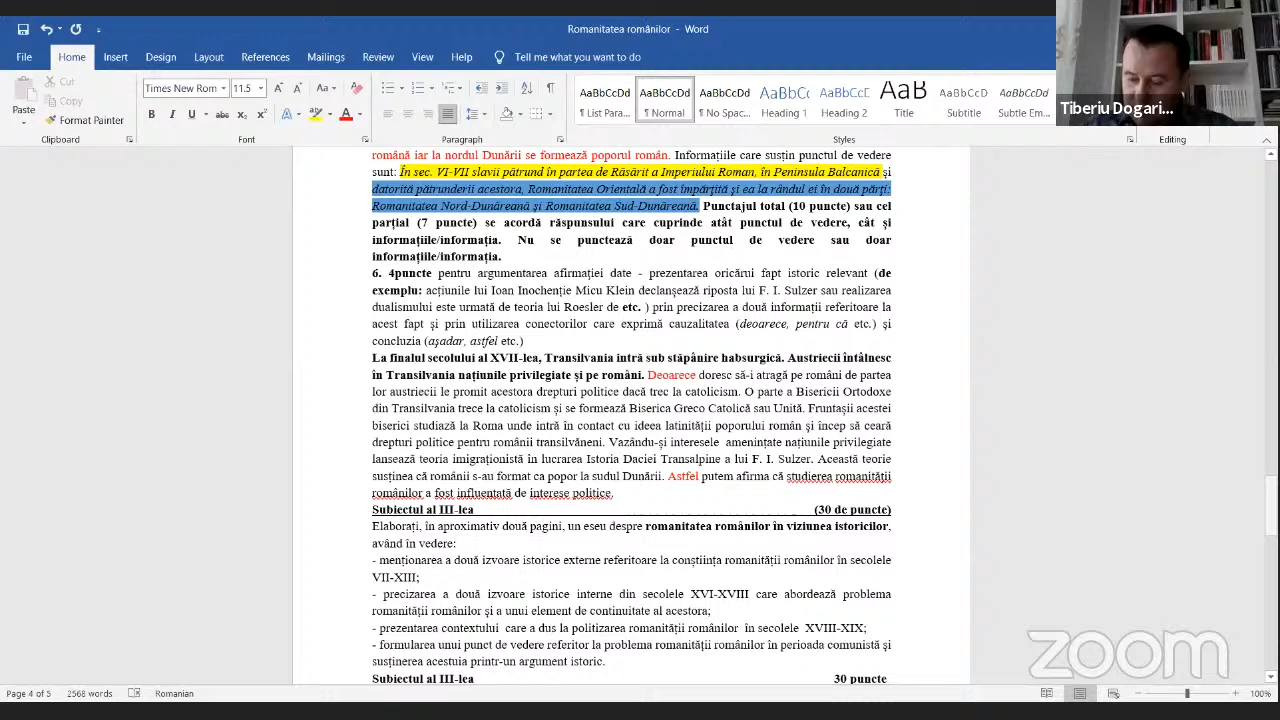 Romanitatea românilor - Word
File Home Insert Design Layout References Mailings Review View Help Tell me what you want to do
Paste Cut Copy Format Painter
Times New Rom 11.5
AaBbCcDd AaBbCcDd AaBbCcDd AaBbC AaBbCcD AaB AaBbCcD AaBbCcDd
¶ List Para... ¶ Normal ¶ No Spac... Heading 1 Heading 2 Title Subtitle Subtle Em...
Clipboard Font Paragraph Styles Editing
Tiberiu Dogari...
română iar la nordul Dunării se formează poporul român. Informațiile care susțin punctul de vedere
sunt: În sec. VI-VII slavii pătrund în partea de Răsărit a Imperiului Roman, în Peninsula Balcanică și
datorită pătrunderii acestora, Romanitatea Orientală a fost împărțită și ea la rândul ei în două părți:
Romanitatea Nord-Dunăreană și Romanitatea Sud-Dunăreană. Punctajul total (10 puncte) sau cel
parțial (7 puncte) se acordă răspunsului care cuprinde atât punctul de vedere, cât și
informațiile/informația. Nu se punctează doar punctul de vedere sau doar
informațiile/informația.
6. 4puncte pentru argumentarea afirmației date - prezentarea oricărui fapt istoric relevant (de
exemplu: acțiunile lui Ioan Inochenție Micu Klein declanșează riposta lui F. I. Sulzer sau realizarea
dualismului este urmată de teoria lui Roesler de etc. ) prin precizarea a două informații referitoare la
acest fapt și prin utilizarea conectorilor care exprimă cauzalitatea (deoarece, pentru că etc.) și
concluzia (așadar, astfel etc.)
La finalul secolului al XVII-lea, Transilvania intră sub stăpânire habsurgică. Austriecii întâlnesc
în Transilvania națiunile privilegiate și pe români. Deoarece doresc să-i atragă pe români de partea
lor austriecii le promit acestora drepturi politice dacă trec la catolicism. O parte a Bisericii Ortodoxe
din Transilvania trece la catolicism și se formează Biserica Greco Catolică sau Unită. Fruntașii acestei
biserici studiază la Roma unde intră în contact cu ideea latinității poporului român și încep să ceară
drepturi politice pentru românii transilvăneni. Vazându-și interesele amenințate națiunile privilegiate
lansează teoria imigraționistă în lucrarea Istoria Daciei Transalpine a lui F. I. Sulzer. Această teorie
susținea că românii s-au format ca popor la sudul Dunării. Astfel putem afirma că studierea romanității
românilor a fost influențată de interese politice.
Subiectul al III-lea (30 de puncte)
Elaborați, în aproximativ două pagini, un eseu despre romanitatea românilor în viziunea istoricilor,
având în vedere:
- menționarea a două izvoare istorice externe referitoare la conștiința romanității românilor în secolele
VII-XIII;
- precizarea a două izvoare istorice interne din secolele XVI-XVIII care abordează problema
romanității românilor și a unui element de continuitate al acestora;
- prezentarea contextului care a dus la politizarea romanității românilor în secolele XVIII-XIX;
- formularea unui punct de vedere referitor la problema romanității românilor în perioada comunistă și
susținerea acestuia printr-un argument istoric.
Subiectul al III-lea 30 puncte
zoom
Page 4 of 5 2568 words Romanian 100%